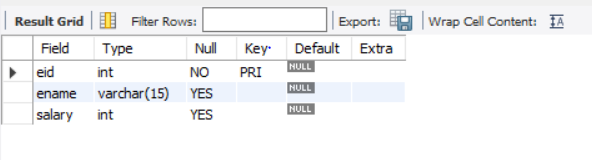 Result Grid Filter Rows: Export: Wrap Cell Content: IA
Field Type Null Key Default Extra
eid int NO PRI NULL
ename varchar(15) YES NULL
salary int YES NULL